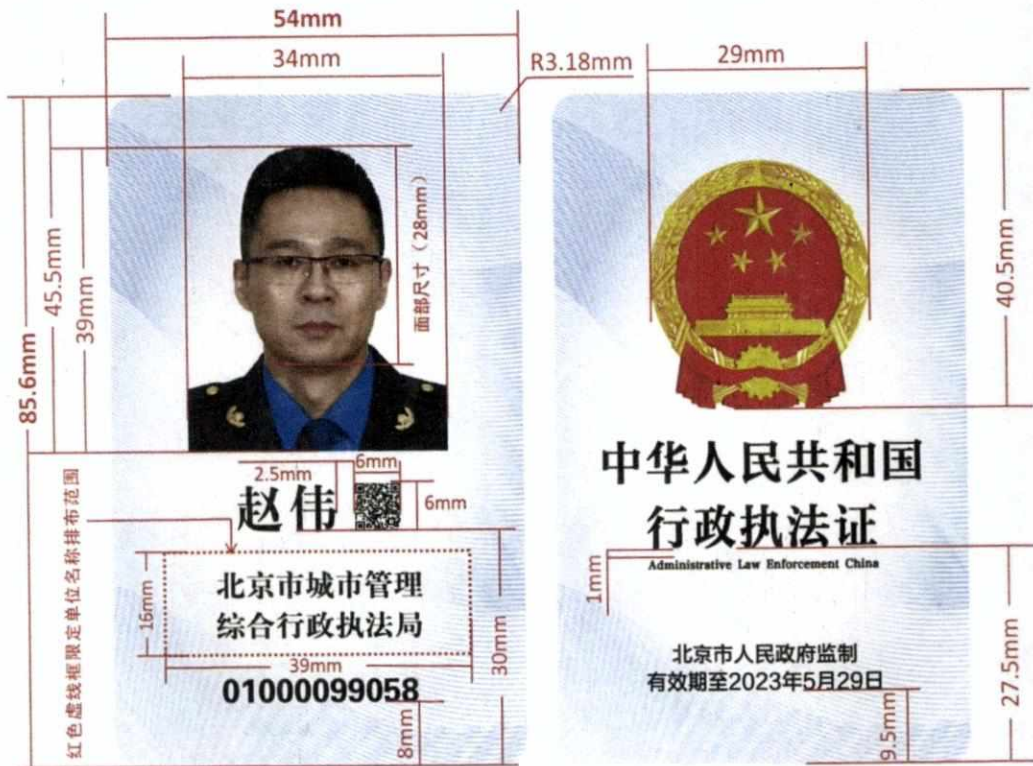 54mm
34mm
R3.18mm
29mm
85.6mm
45.5mm
39mm
面部尺寸（28mm）
40.5mm
红色虚线框限定单位名称排布范围
2.5mm
6mm
6mm
赵伟
16mm
北京市城市管理
综合行政执法局
39mm
30mm
01000099058
8mm
中华人民共和国
行政执法证
Administrative Law Enforcement China
1mm
北京市人民政府监制
有效期至2023年5月29日
27.5mm
9.5mm